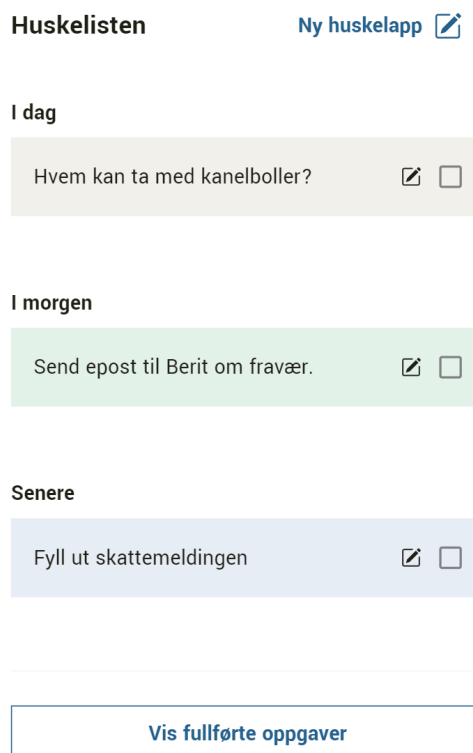 Huskelisten
Ny huskelapp
I dag
Hvem kan ta med kanelboller?
I morgen
Send epost til Berit om fravær.
Senere
Fyll ut skattemeldingen
Vis fullførte oppgaver